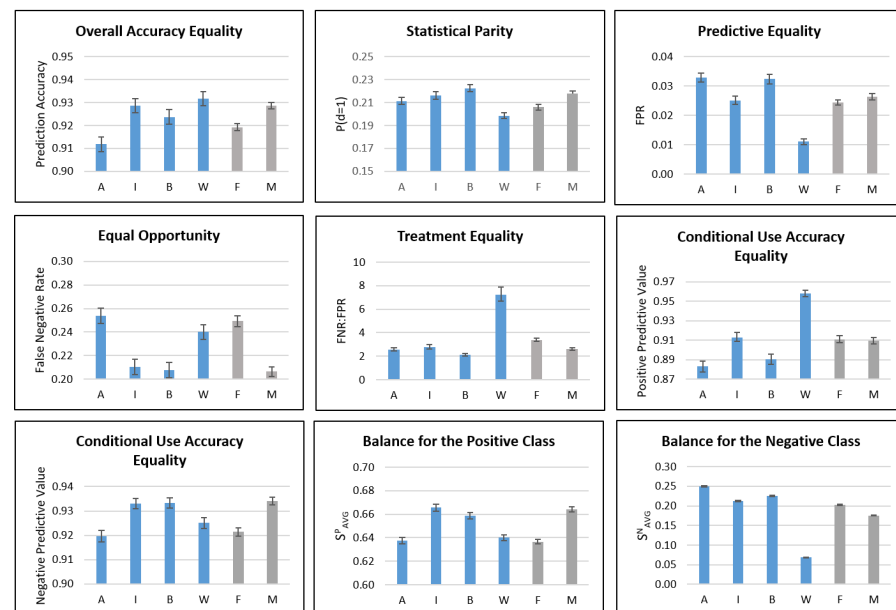 Overall Accuracy Equality
Prediction Accuracy
0.95
0.94
0.93
0.92
0.91
0.90
A I B W F M
Statistical Parity
P(d=1)
0.25
0.23
0.21
0.19
0.17
0.15
A I B W F M
Predictive Equality
FPR
0.04
0.03
0.02
0.01
0.00
A I B W F M
Equal Opportunity
False Negative Rate
0.30
0.28
0.26
0.24
0.22
0.20
A I B W F M
Treatment Equality
FNR:FPR
10
8
6
4
2
0
A I B W F M
Conditional Use Accuracy
Equality
Positive Predictive Value
0.97
0.95
0.93
0.91
0.89
0.87
A I B W F M
Conditional Use Accuracy
Equality
Negative Predictive Value
0.94
0.93
0.92
0.91
0.90
A I B W F M
Balance for the Positive Class
S^P_AVG
0.70
0.68
0.66
0.64
0.62
0.60
A I B W F M
Balance for the Negative Class
S^N_AVG
0.30
0.25
0.20
0.15
0.10
0.05
0.00
A I B W F M